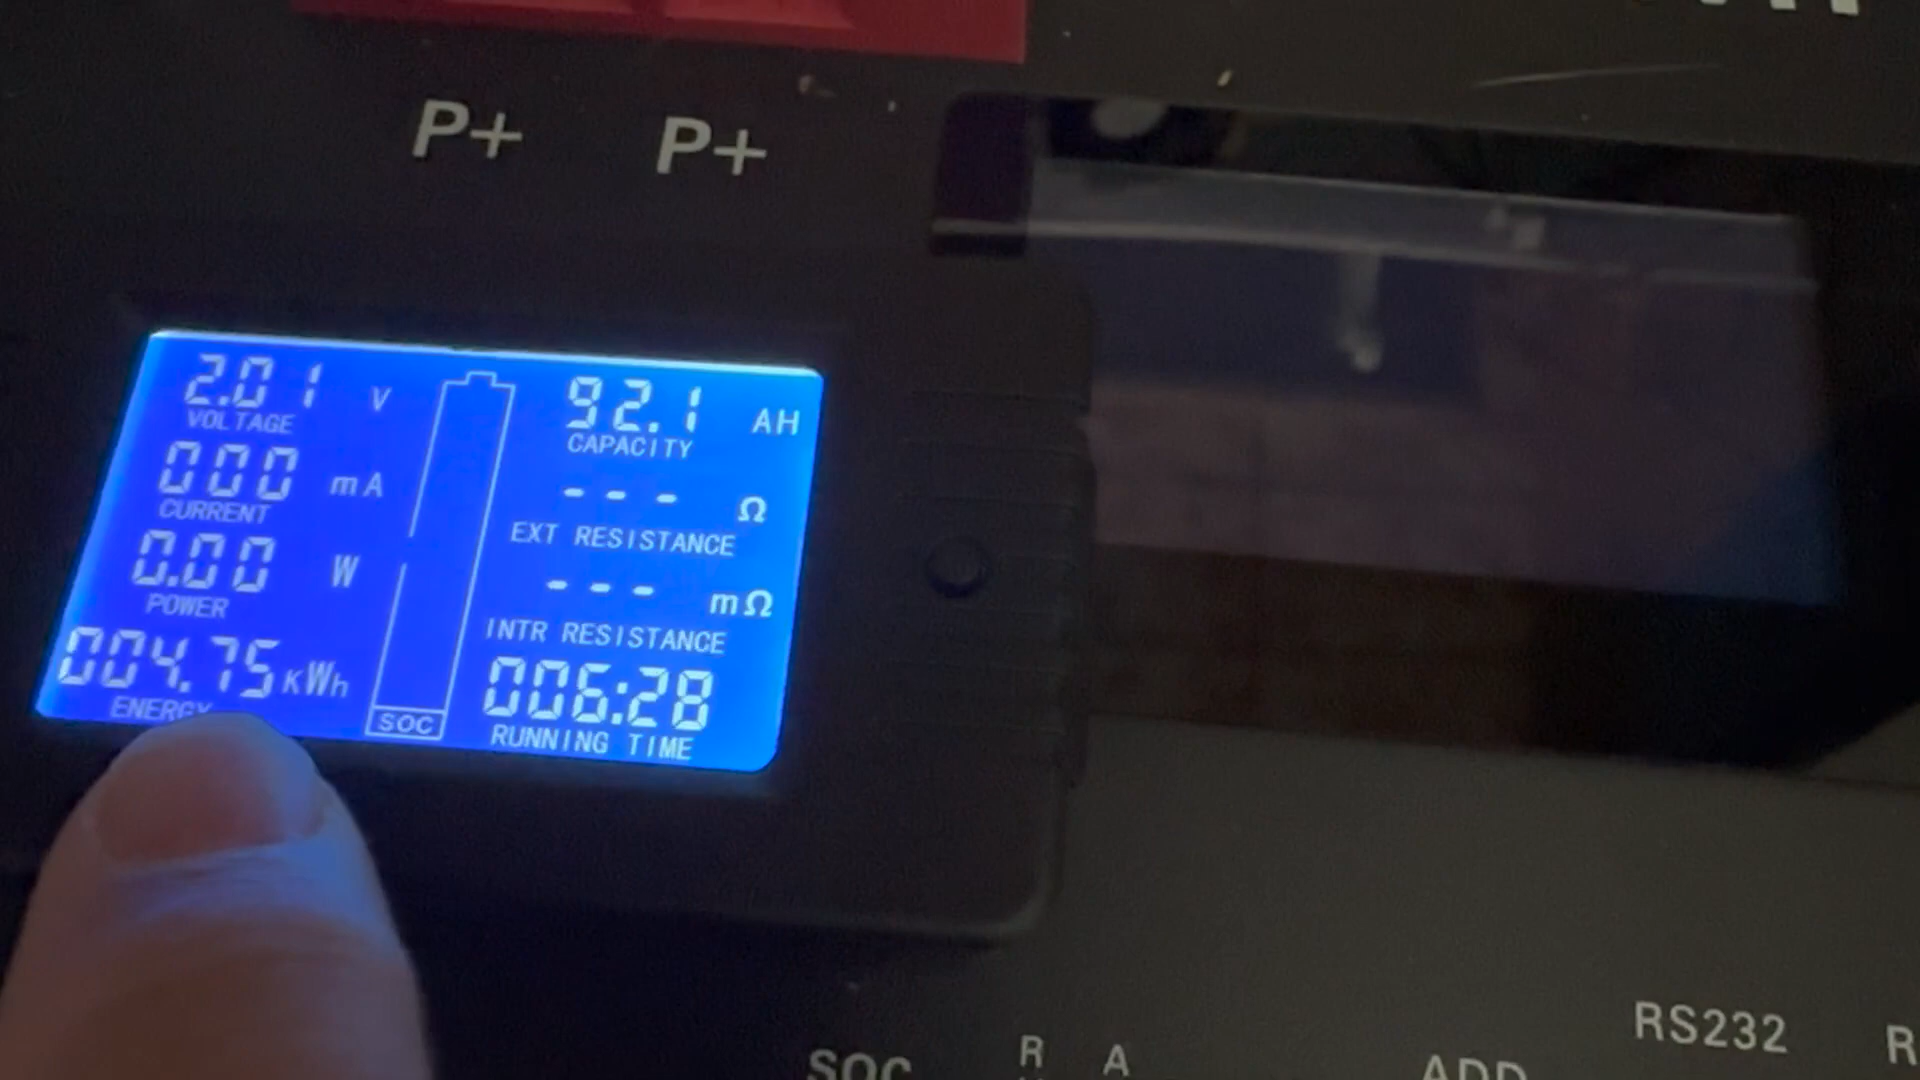 P+ P+
2.01 V
VOLTAGE
000 mA
CURRENT
0.00 W
POWER
004.75 KWh
ENERGY
SOC
92.1 AH
CAPACITY
--- Ω
EXT RESISTANCE
--- mΩ
INTR RESISTANCE
006:28
RUNNING TIME
RS232
SOC
R A
ADD